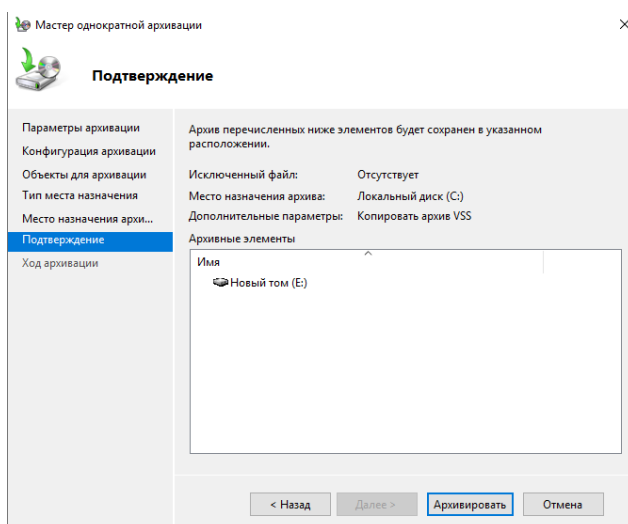 Мастер однократной архивации
Подтверждение
Параметры архивации
Конфигурация архивации
Объекты для архивации
Тип места назначения
Место назначения архи...
Подтверждение
Ход архивации
Архив перечисленных ниже элементов будет сохранен в указанном
расположении.
Исключенный файл: Отсутствует
Место назначения архива: Локальный диск (C:)
Дополнительные параметры: Копировать архив VSS
Архивные элементы
Имя
Новый том (E:)
< Назад Далее > Архивировать Отмена